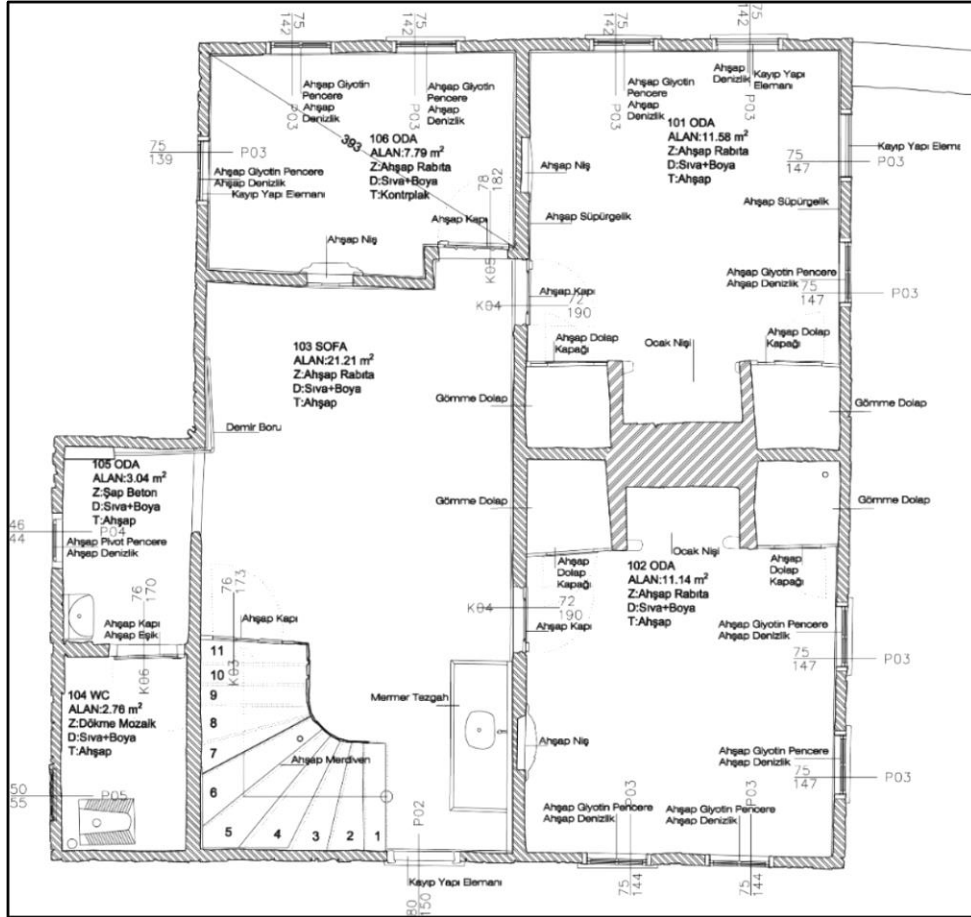 75
142
75
142
75
142
75
142
Ahşap Giyotin
Pencere
Ahşap
Denizlik
P03
Ahşap Giyotin
Pencere
Ahşap
Denizlik
P03
Ahşap Giyotin
Pencere
Ahşap
Denizlik
P03
Ahşap
Denizlik
Kayıp Yapı
Elemanı
P03
393
106 ODA
ALAN:7.79 m²
Z:Ahşap Rabıta
D:Sıva+Boya
T:Kontrplak
101 ODA
ALAN:11.58 m²
Z:Ahşap Rabıta
D:Sıva+Boya
T:Ahşap
75
139
P03
Ahşap Giyotin Pencere
Ahşap Denizlik
Kayıp Yapı Elemanı
75
147
P03
Kayıp Yapı Elema
Ahşap Niş
78
182
Ahşap Kapı
K05
Ahşap Süpürgelik
Ahşap Süpürgelik
Ahşap Niş
Ahşap Giyotin Pencere
Ahşap Denizlik
75
147
P03
Ahşap Kapı
K04
72
190
103 SOFA
ALAN:21.21 m²
Z:Ahşap Rabıta
D:Sıva+Boya
T:Ahşap
Ahşap Dolap
Kapağı
Ocak Nişi
Ahşap Dolap
Kapağı
Gömme Dolap
Gömme Dolap
Demir Boru
105 ODA
ALAN:3.04 m²
Z:Şap Beton
D:Sıva+Boya
T:Ahşap
Gömme Dolap
Gömme Dolap
46
44
P04
Ahşap Pivot Pencere
Ahşap Denizlik
Ahşap
Dolap
Kapağı
Ocak Nişi
Ahşap
Dolap
Kapağı
102 ODA
ALAN:11.14 m²
Z:Ahşap Rabıta
D:Sıva+Boya
T:Ahşap
76
170
Ahşap Kapı
Ahşap Eşik
K06
76
173
Ahşap Kapı
K03
K04
72
190
Ahşap Kapı
Ahşap Giyotin Pencere
Ahşap Denizlik
75
147
P03
104 WC
ALAN:2.76 m²
Z:Dökme Mozaik
D:Sıva+Boya
T:Ahşap
11
10
9
8
7
6
5
4
3
2
1
Ahşap Merdiven
Mermer Tezgah
Ahşap Niş
Ahşap Giyotin Pencere
Ahşap Denizlik
75
147
P03
50
55
P05
P02
Ahşap Giyotin Pencere
Ahşap Denizlik
P03
Ahşap Giyotin Pencere
Ahşap Denizlik
P03
Kayıp Yapı Elemanı
80
150
75
144
75
144